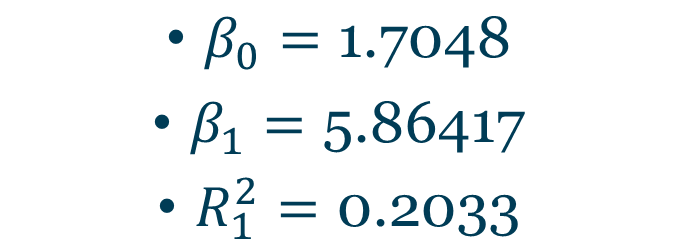 • β₀ = 1.7048
• β₁ = 5.86417
• R₁² = 0.2033